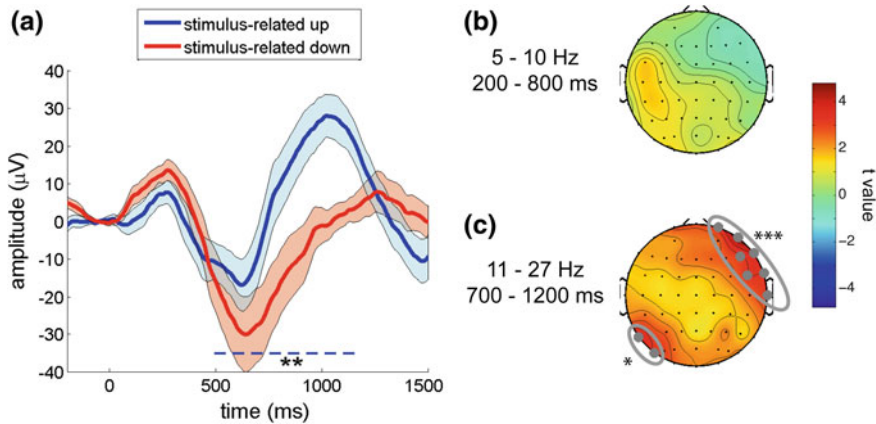 (a)
stimulus-related up
stimulus-related down
40
30
20
10
0
-10
-20
-30
-40
amplitude (µV)
0
500
1000
1500
time (ms)
**
(b)
5 - 10 Hz
200 - 800 ms
(c)
11 - 27 Hz
700 - 1200 ms
***
*
4
2
0
-2
-4
t value